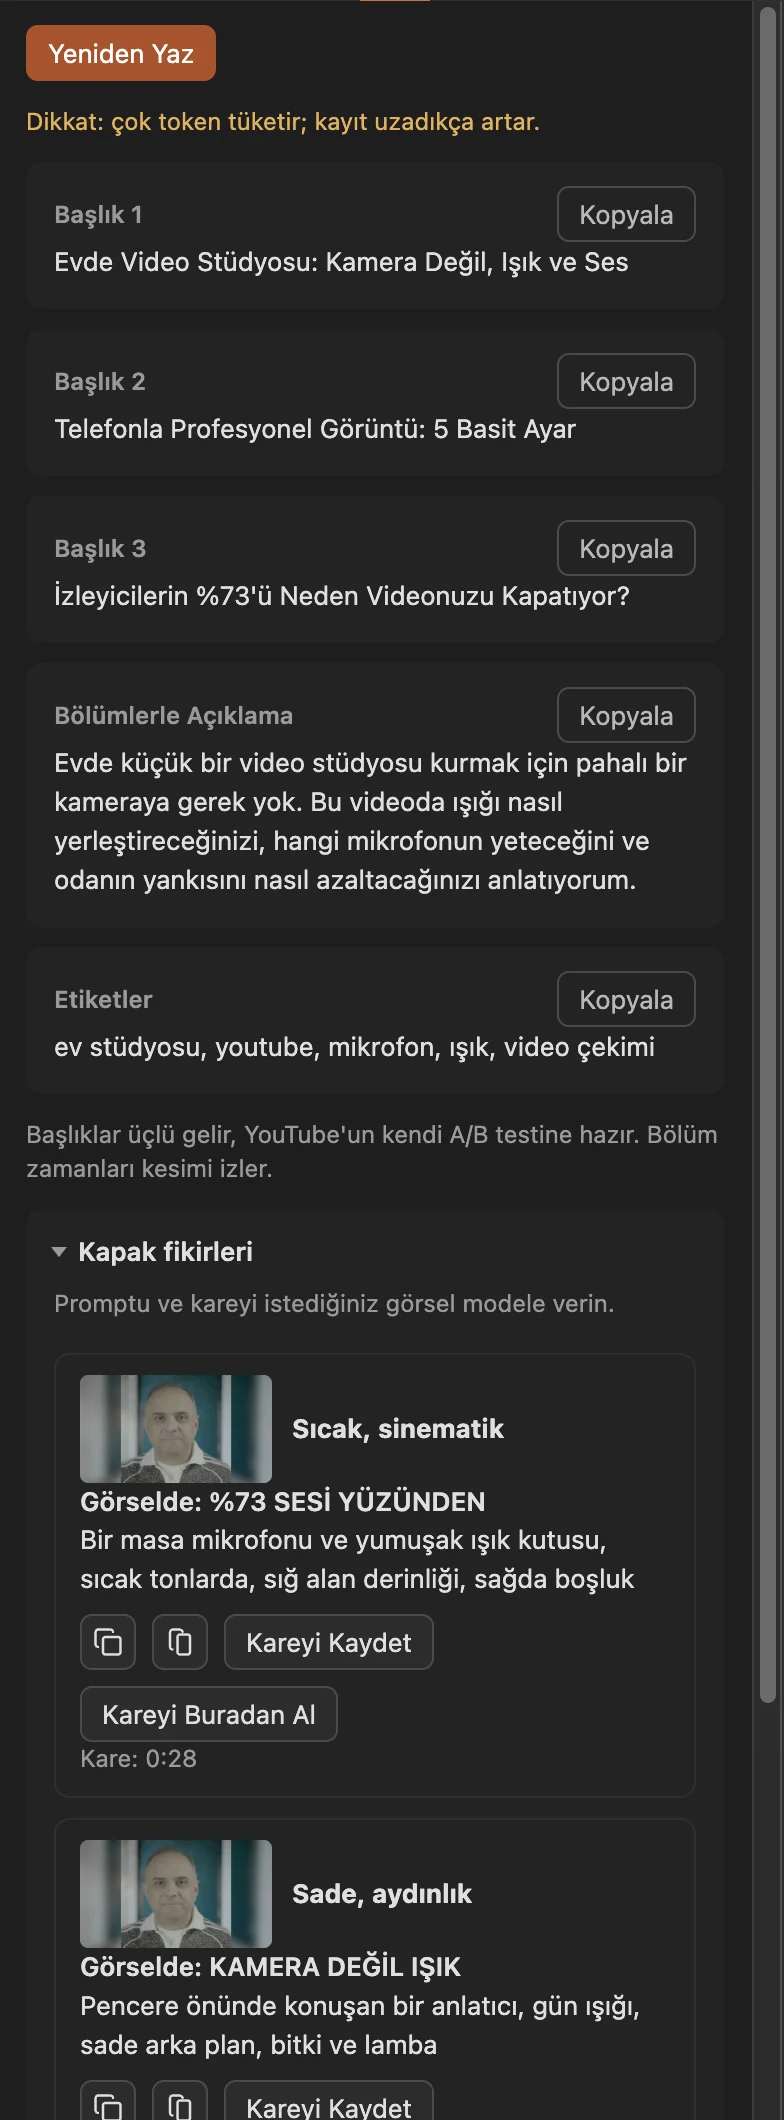 Yeniden Yaz
Dikkat: çok token tüketir; kayıt uzadıkça artar.
Başlık 1
Kopyala
Evde Video Stüdyosu: Kamera Değil, Işık ve Ses
Başlık 2
Kopyala
Telefonla Profesyonel Görüntü: 5 Basit Ayar
Başlık 3
Kopyala
İzleyicilerin %73'ü Neden Videonuzu Kapatıyor?
Bölümlerle Açıklama
Kopyala
Evde küçük bir video stüdyosu kurmak için pahalı bir
kameraya gerek yok. Bu videoda ışığı nasıl
yerleştireceğinizi, hangi mikrofonun yeteceğini ve
odanın yankısını nasıl azaltacağınızı anlatıyorum.
Etiketler
Kopyala
ev stüdyosu, youtube, mikrofon, ışık, video çekimi
Başlıklar üçlü gelir, YouTube'un kendi A/B testine hazır. Bölüm
zamanları kesimi izler.
Kapak fikirleri
Promptu ve kareyi istediğiniz görsel modele verin.
Sıcak, sinematik
Görselde: %73 SESİ YÜZÜNDEN
Bir masa mikrofonu ve yumuşak ışık kutusu,
sıcak tonlarda, sığ alan derinliği, sağda boşluk
Kareyi Kaydet
Kareyi Buradan Al
Kare: 0:28
Sade, aydınlık
Görselde: KAMERA DEĞİL IŞIK
Pencere önünde konuşan bir anlatıcı, gün ışığı,
sade arka plan, bitki ve lamba
Kareyi Kaydet